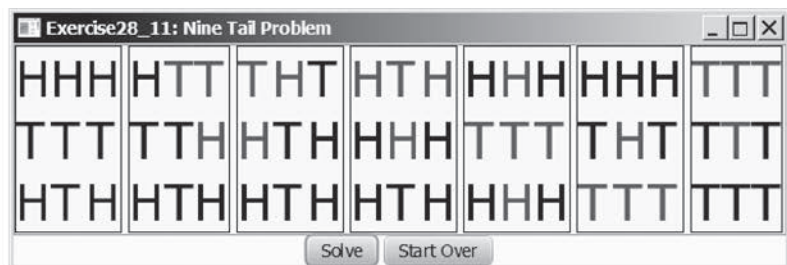 Exercise28_11: Nine Tail Problem
HHH HTT THT HTH HHH HHH TTT
TTT TTH HTH HHH TTT THT TTT
HTH HTH HTH HTH HHH TTT TTT
Solve Start Over